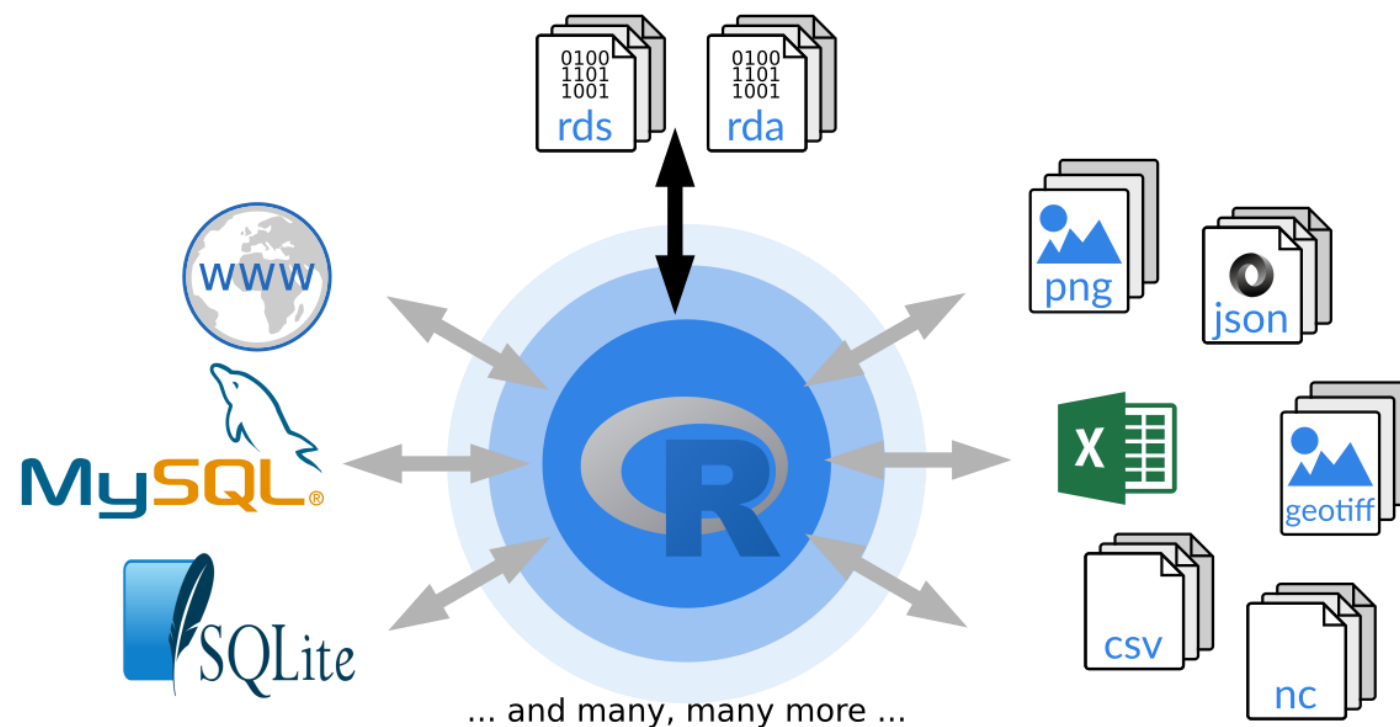 0100
1101
1001
rds
0100
1101
1001
rda
www
png
json
MySQL®
R
X
geotiff
SQLite
csv
nc
... and many, many more ...